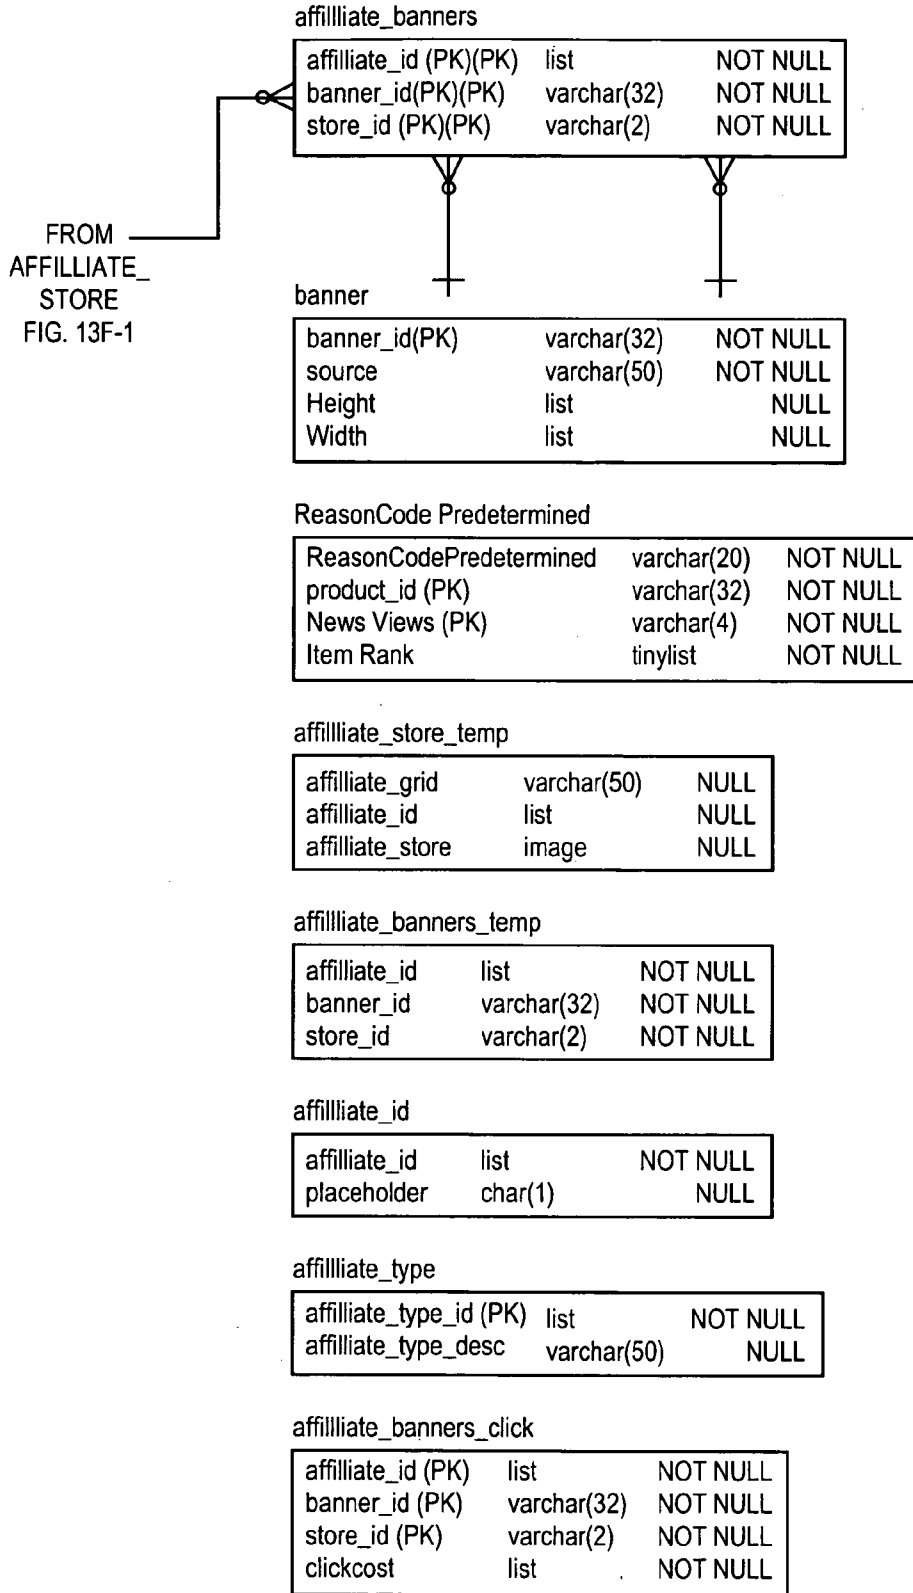 affillliate_banners
affilliate_id (PK)(PK) list NOT NULL
banner_id(PK)(PK) varchar(32) NOT NULL
store_id (PK)(PK) varchar(2) NOT NULL
FROM
AFFILLIATE_
STORE
FIG. 13F-1
banner
banner_id(PK) varchar(32) NOT NULL
source varchar(50) NOT NULL
Height list NULL
Width list NULL
ReasonCode Predetermined
ReasonCodePredetermined varchar(20) NOT NULL
product_id (PK) varchar(32) NOT NULL
News Views (PK) varchar(4) NOT NULL
Item Rank tinylist NOT NULL
affillliate_store_temp
affilliate_grid varchar(50) NULL
affilliate_id list NULL
affilliate_store image NULL
affillliate_banners_temp
affilliate_id list NOT NULL
banner_id varchar(32) NOT NULL
store_id varchar(2) NOT NULL
affillliate_id
affilliate_id list NOT NULL
placeholder char(1) NULL
affillliate_type
affilliate_type_id (PK) list NOT NULL
affilliate_type_desc varchar(50) NULL
affillliate_banners_click
affilliate_id (PK) list NOT NULL
banner_id (PK) varchar(32) NOT NULL
store_id (PK) varchar(2) NOT NULL
clickcost list NOT NULL